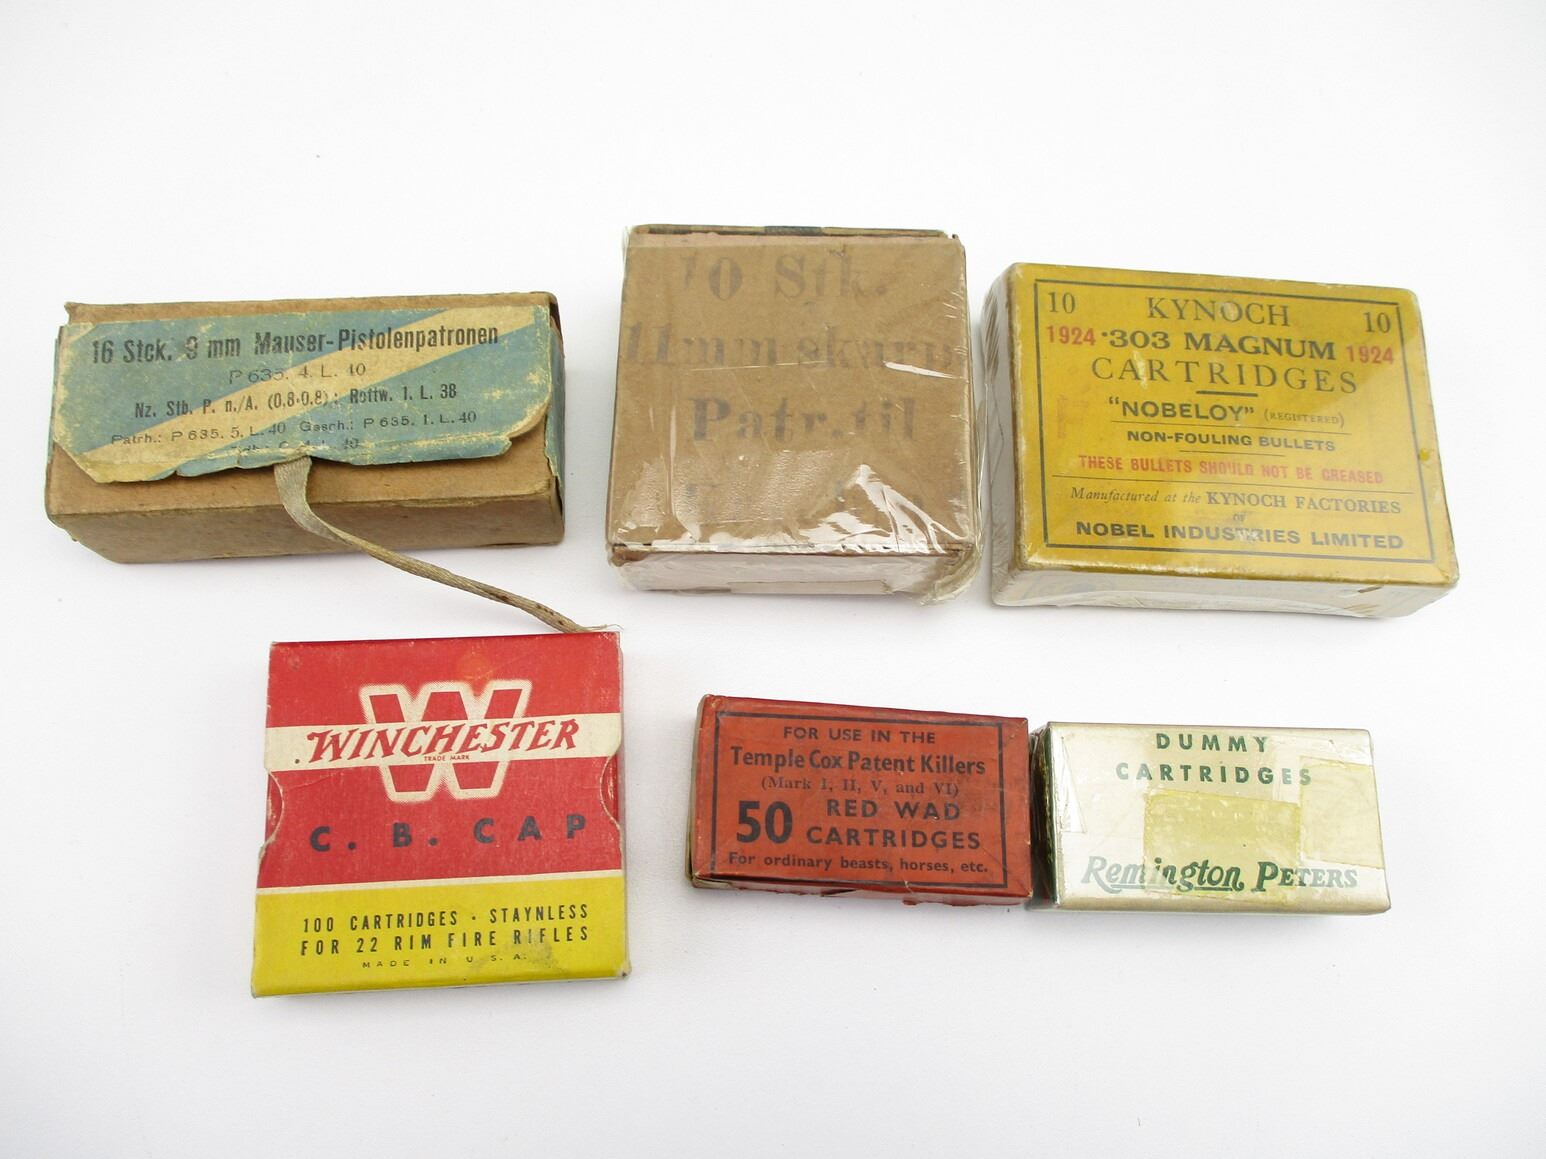 16 Stck. 9 mm Mauser-Pistolenpatronen
P 635. 4. L. 40
Nz. Stb. P. n./A. (0,8·0,8): Rottw. 1. L. 38
Patrh.: P 635. 5. L. 40 Gesch.: P 635. 1. L. 40
10 Stk.
11mm skarp
Patr. til
10 KYNOCH 10
1924 ·303 MAGNUM 1924
CARTRIDGES
"NOBELOY" (REGISTERED)
NON-FOULING BULLETS
THESE BULLETS SHOULD NOT BE GREASED
Manufactured at the KYNOCH FACTORIES
OF
NOBEL INDUSTRIES LIMITED
W
WINCHESTER
TRADE MARK
C. B. CAP
100 CARTRIDGES · STAYNLESS
FOR 22 RIM FIRE RIFLES
MADE IN U. S. A.
FOR USE IN THE
Temple Cox Patent Killers
(Mark I, II, V, and VI)
50 RED WAD
CARTRIDGES
For ordinary beasts, horses, etc.
DUMMY
CARTRIDGES
Remington PETERS